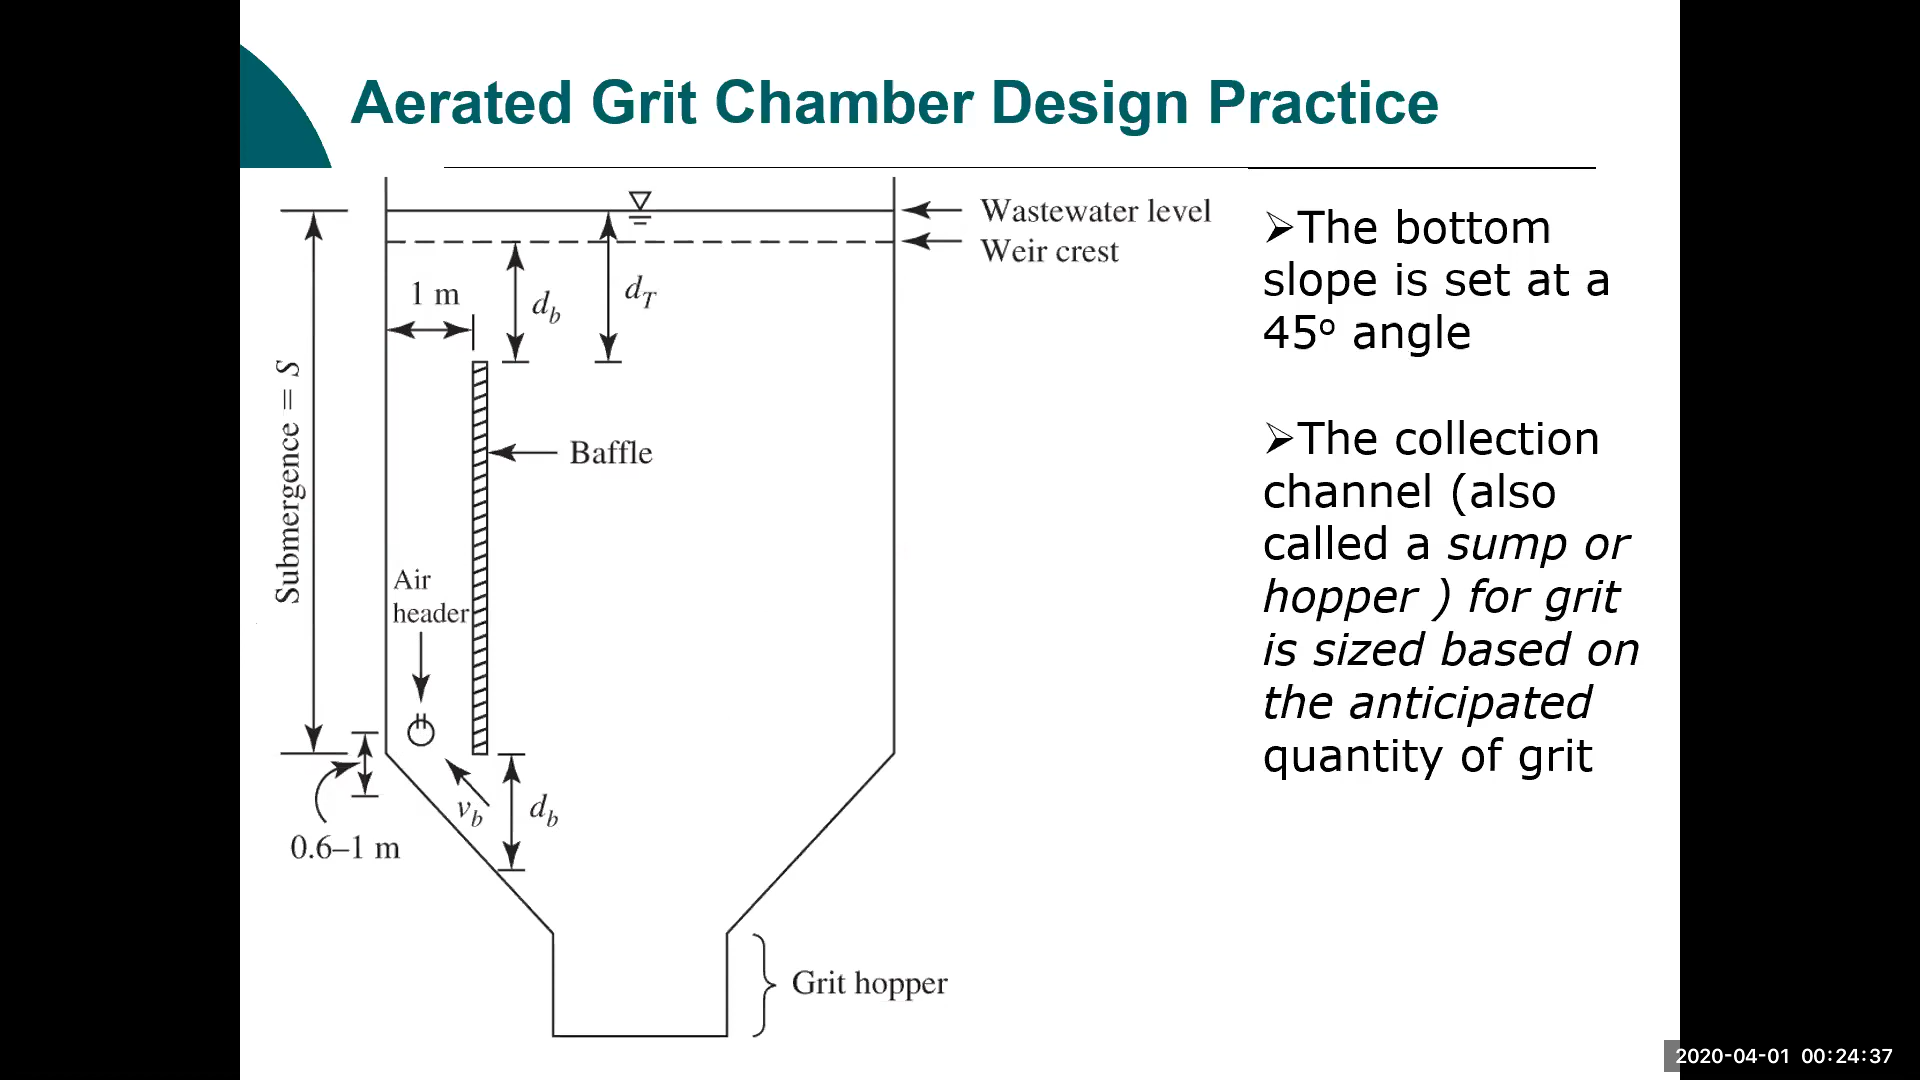 Aerated Grit Chamber Design Practice
Wastewater level
Weir crest
1 m
d_b
d_T
Submergence = S
Baffle
Air
header
v_b
d_b
0.6–1 m
Grit hopper
➢The bottom
slope is set at a
45º angle
➢The collection
channel (also
called a sump or
hopper ) for grit
is sized based on
the anticipated
quantity of grit
2020-04-01 00:24:37